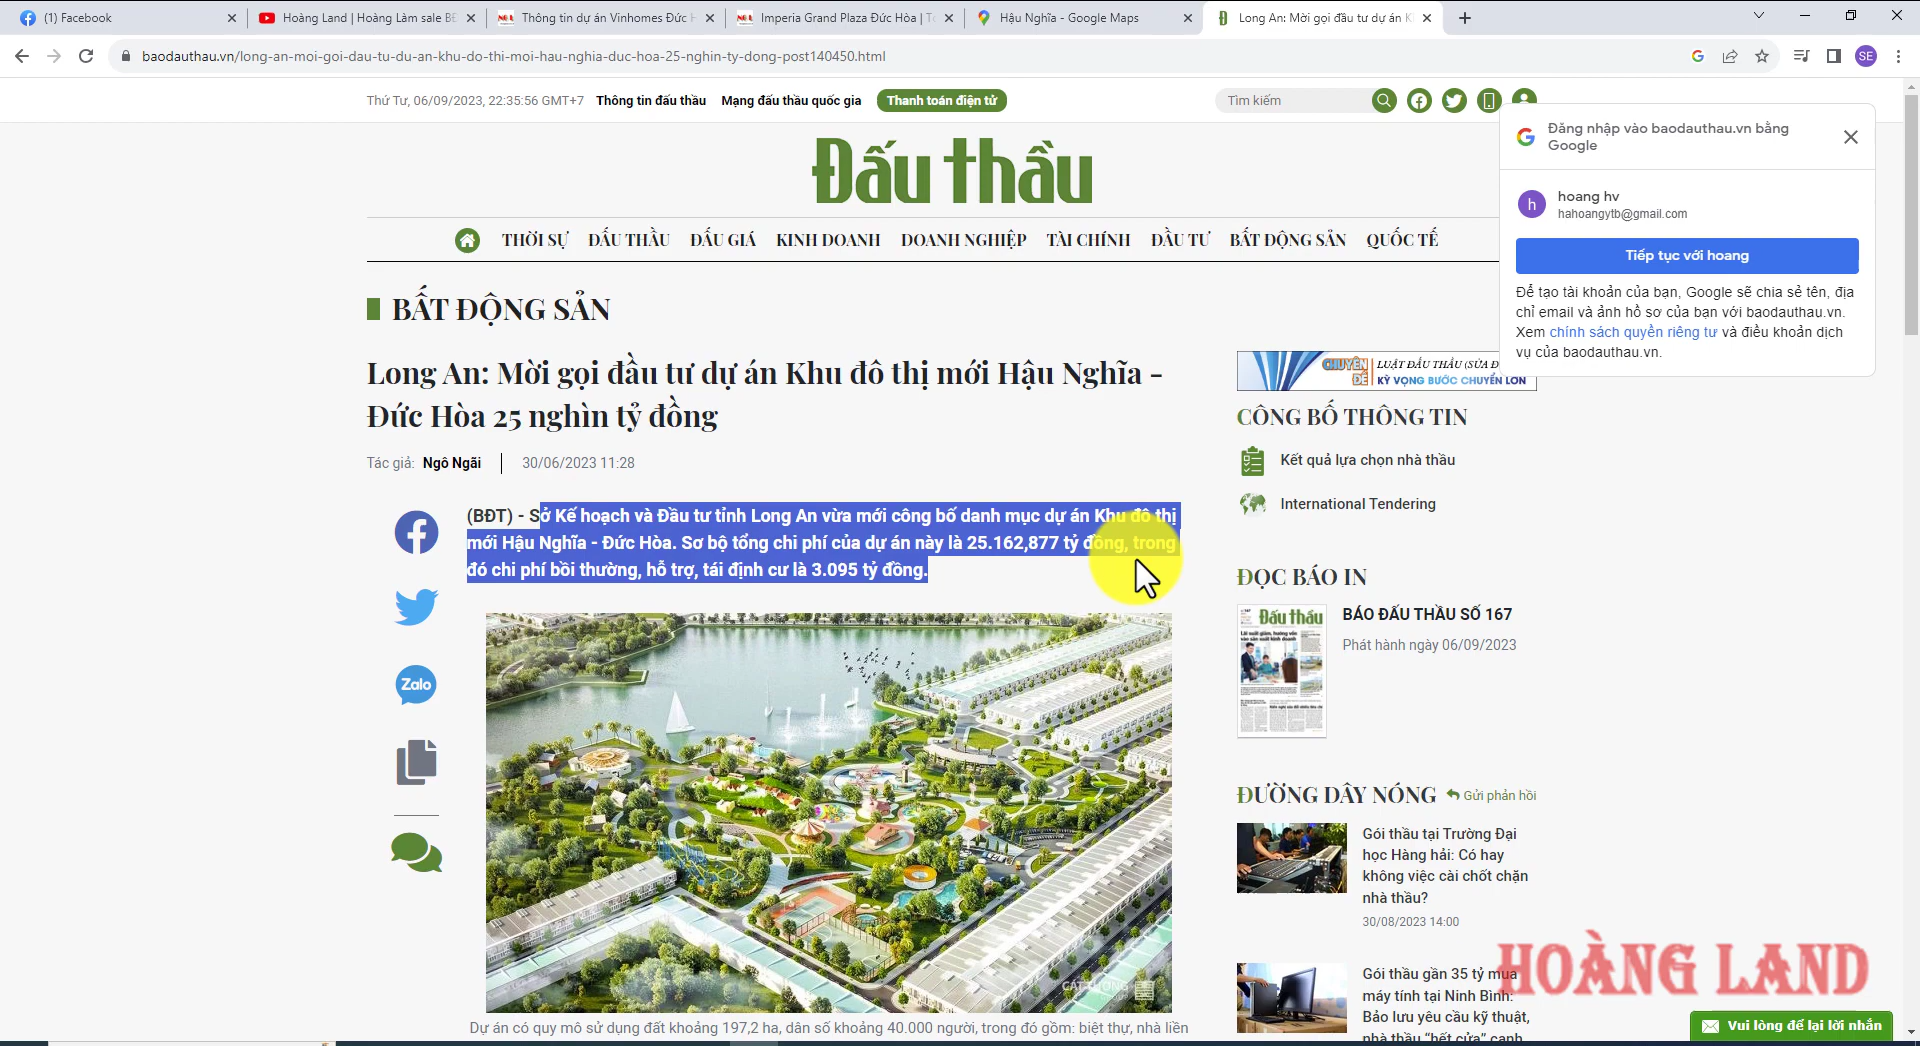 (1) Facebook
Hoàng Land | Hoàng Làm sale BĐ
Thông tin dự án Vinhomes Đức H
Imperia Grand Plaza Đức Hòa | T
Hậu Nghĩa - Google Maps
Long An: Mời gọi đầu tư dự án K
baodauthau.vn/long-an-moi-goi-dau-tu-du-an-khu-do-thi-moi-hau-nghia-duc-hoa-25-nghin-ty-dong-post140450.html
SE
Thứ Tư, 06/09/2023, 22:35:56 GMT+7
Thông tin đấu thầu
Mạng đấu thầu quốc gia
Thanh toán điện tử
Tìm kiếm
Đấu thầu
THỜI SỰ
ĐẤU THẦU
ĐẤU GIÁ
KINH DOANH
DOANH NGHIỆP
TÀI CHÍNH
ĐẦU TƯ
BẤT ĐỘNG SẢN
QUỐC TẾ
Đăng nhập vào baodauthau.vn bằng
Google
h
hoang hv
hahoangytb@gmail.com
Tiếp tục với hoang
Để tạo tài khoản của bạn, Google sẽ chia sẻ tên, địa
chỉ email và ảnh hồ sơ của bạn với baodauthau.vn.
Xem chính sách quyền riêng tư và điều khoản dịch
vụ của baodauthau.vn.
BẤT ĐỘNG SẢN
Long An: Mời gọi đầu tư dự án Khu đô thị mới Hậu Nghĩa -
Đức Hòa 25 nghìn tỷ đồng
Tác giả: Ngô Ngãi
30/06/2023 11:28
(BĐT) - Sở Kế hoạch và Đầu tư tỉnh Long An vừa mới công bố danh mục dự án Khu đô thị
mới Hậu Nghĩa - Đức Hòa. Sơ bộ tổng chi phí của dự án này là 25.162,877 tỷ đồng, trong
đó chi phí bồi thường, hỗ trợ, tái định cư là 3.095 tỷ đồng.
Zalo
CÁT TƯỜNG
Dự án có quy mô sử dụng đất khoảng 197,2 ha, dân số khoảng 40.000 người, trong đó gồm: biệt thự, nhà liền
CHUYÊN
ĐỀ
LUẬT ĐẤU THẦU (SỬA Đ
KỲ VỌNG BƯỚC CHUYỂN LỚN
CÔNG BỐ THÔNG TIN
Kết quả lựa chọn nhà thầu
International Tendering
ĐỌC BÁO IN
Đấu thầu
BÁO ĐẤU THẦU SỐ 167
Phát hành ngày 06/09/2023
ĐƯỜNG DÂY NÓNG
Gửi phản hồi
Gói thầu tại Trường Đại
học Hàng hải: Có hay
không việc cài chốt chặn
nhà thầu?
30/08/2023 14:00
Gói thầu gần 35 tỷ mua
máy tính tại Ninh Bình:
Bảo lưu yêu cầu kỹ thuật,
nhà thầu "hết cửa" cạnh
HOÀNG LAND
Vui lòng để lại lời nhắn